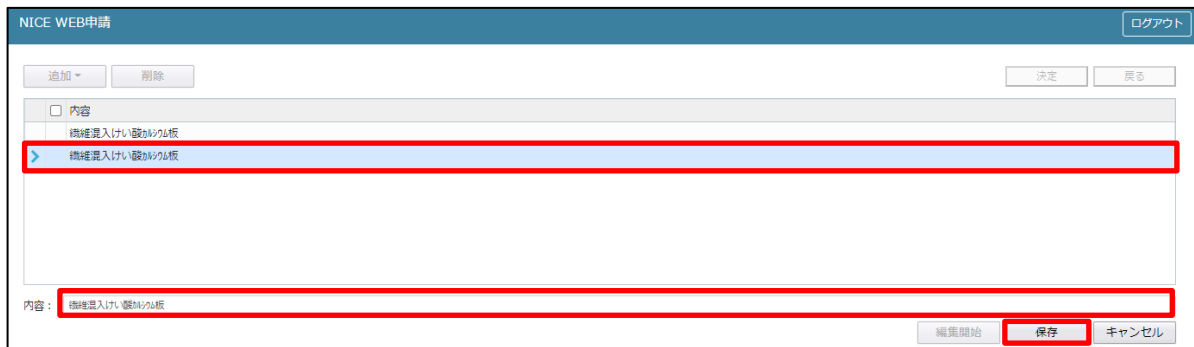 NICE WEB申請
ログアウト
追加
削除
決定
戻る
内容
繊維混入けい酸ｶﾙｼｳﾑ板
繊維混入けい酸ｶﾙｼｳﾑ板
内容：
繊維混入けい酸ｶﾙｼｳﾑ板
編集開始
保存
キャンセル